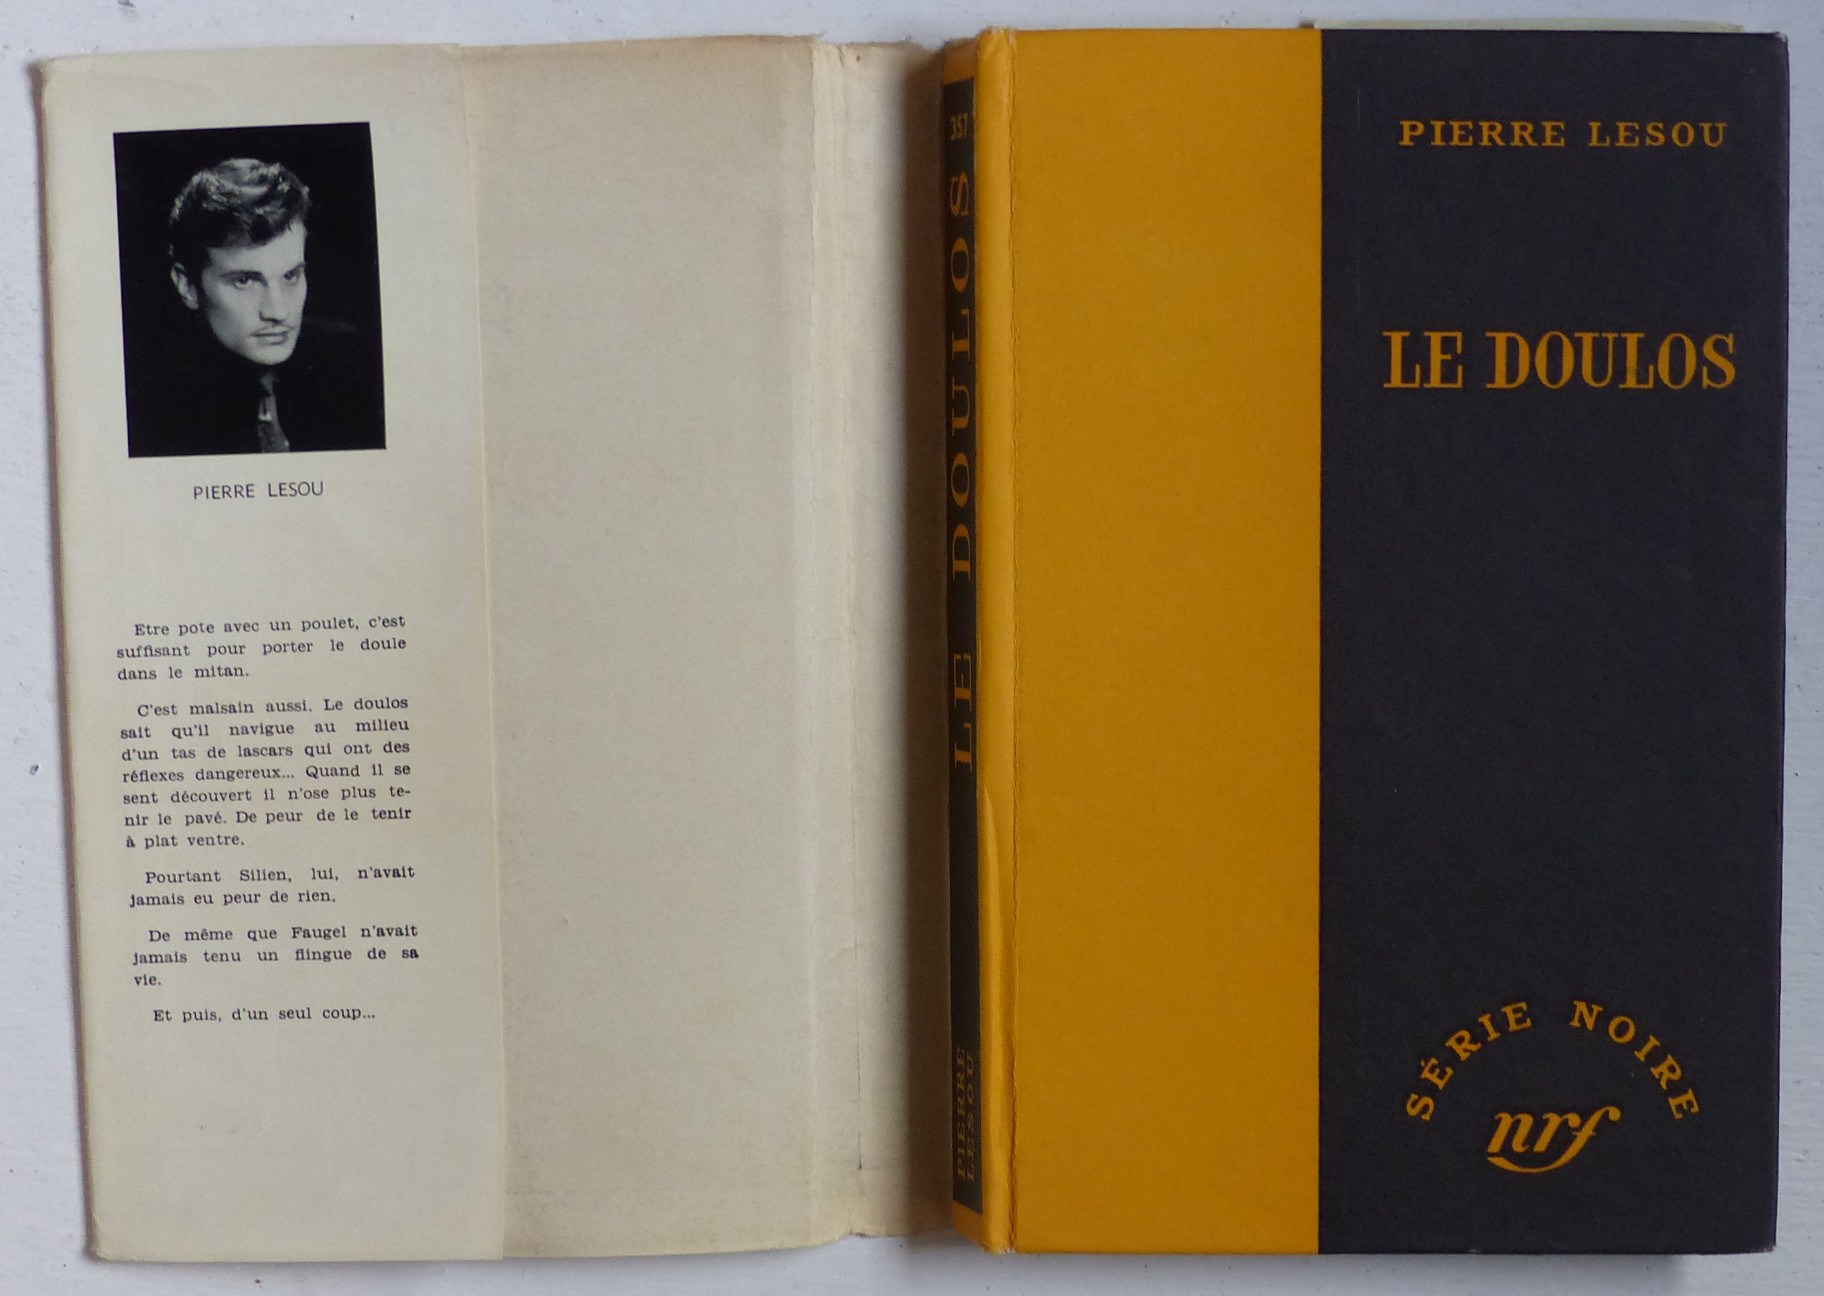 PIERRE LESOU
Etre pote avec un poulet, c'est
suffisant pour porter le doule
dans le mitan.
C'est malsain aussi. Le doulos
sait qu'il navigue au milieu
d'un tas de lascars qui ont des
réflexes dangereux... Quand il se
sent découvert il n'ose plus te-
nir le pavé. De peur de le tenir
à plat ventre.
Pourtant Silien, lui, n'avait
jamais eu peur de rien.
De même que Faugel n'avait
jamais tenu un flingue de sa
vie.
Et puis, d'un seul coup...
357
LE DOULOS
PIERRE
LESOU
PIERRE LESOU
LE DOULOS
SÉRIE NOIRE
nrf